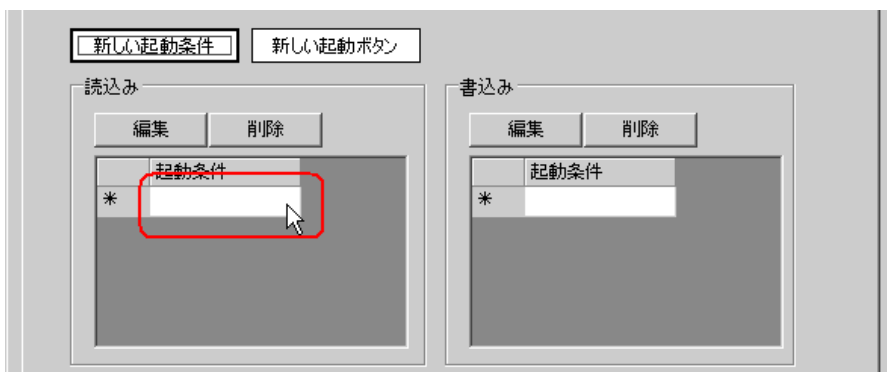 新しい起動条件 新しい起動ボタン
読込み 書込み
編集 削除 編集 削除
起動条件 起動条件
* *